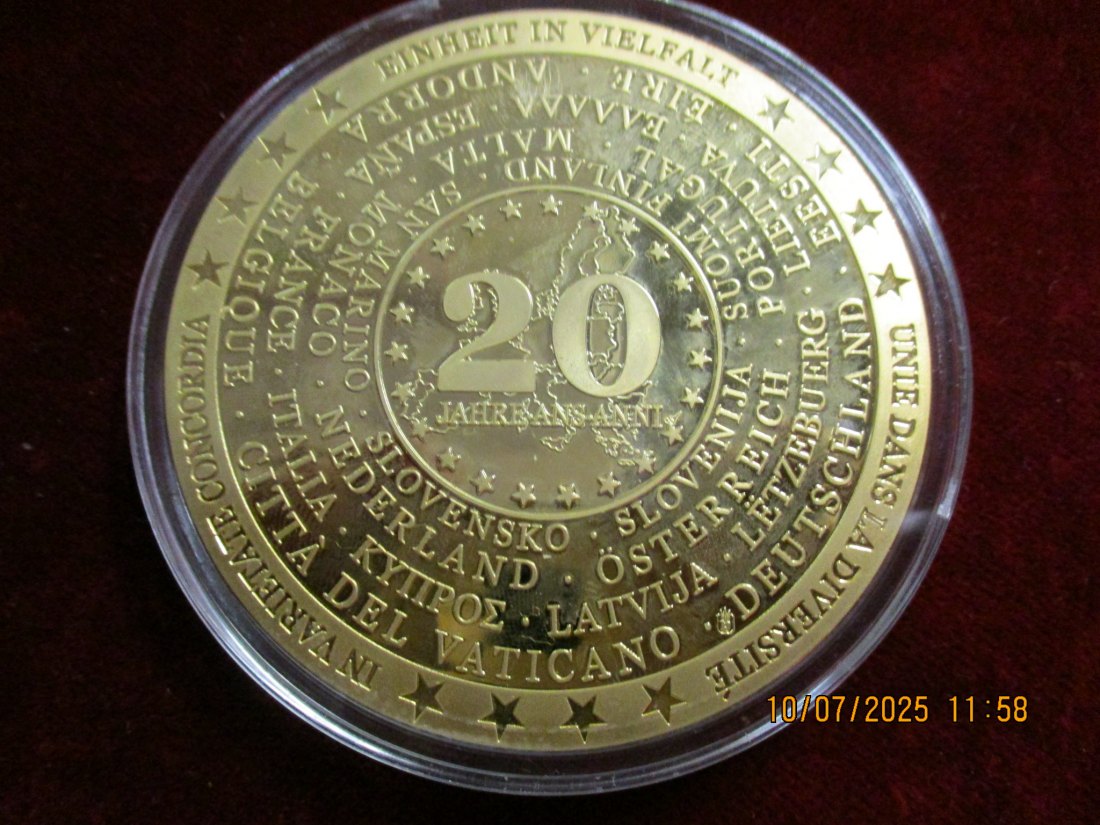 EINHEIT IN VIELFALT
UNIE DANS LA DIVERSITÉ
IN VARIETATE CONCORDIA
ANDORRA · BELGIQUE · CITTÀ DEL VATICANO · DEUTSCHLAND · EESTI · EIRE ·
ΕΛΛΑΔΑ · ESPAÑA · FRANCE · ITALIA · ΚΥΠΡΟΣ · LATVIJA · LËTZEBUERG · LIETUVA ·
MALTA · MONACO · NEDERLAND · ÖSTERREICH · PORTUGAL ·
SAN MARINO · SLOVENSKO · SLOVENIJA · SUOMI FINLAND ·
20
JAHRE ANS ANNI
10/07/2025 11:58